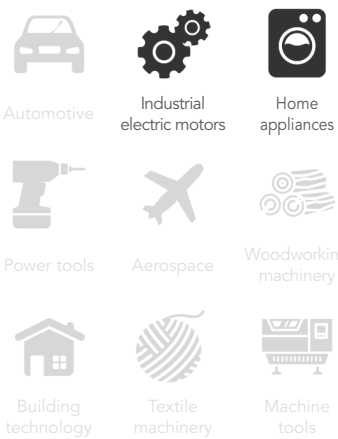 Automotive
Industrial
electric motors
Home
appliances
Power tools
Aerospace
Woodworkin
machinery
Building
technology
Textile
machinery
Machine
tools